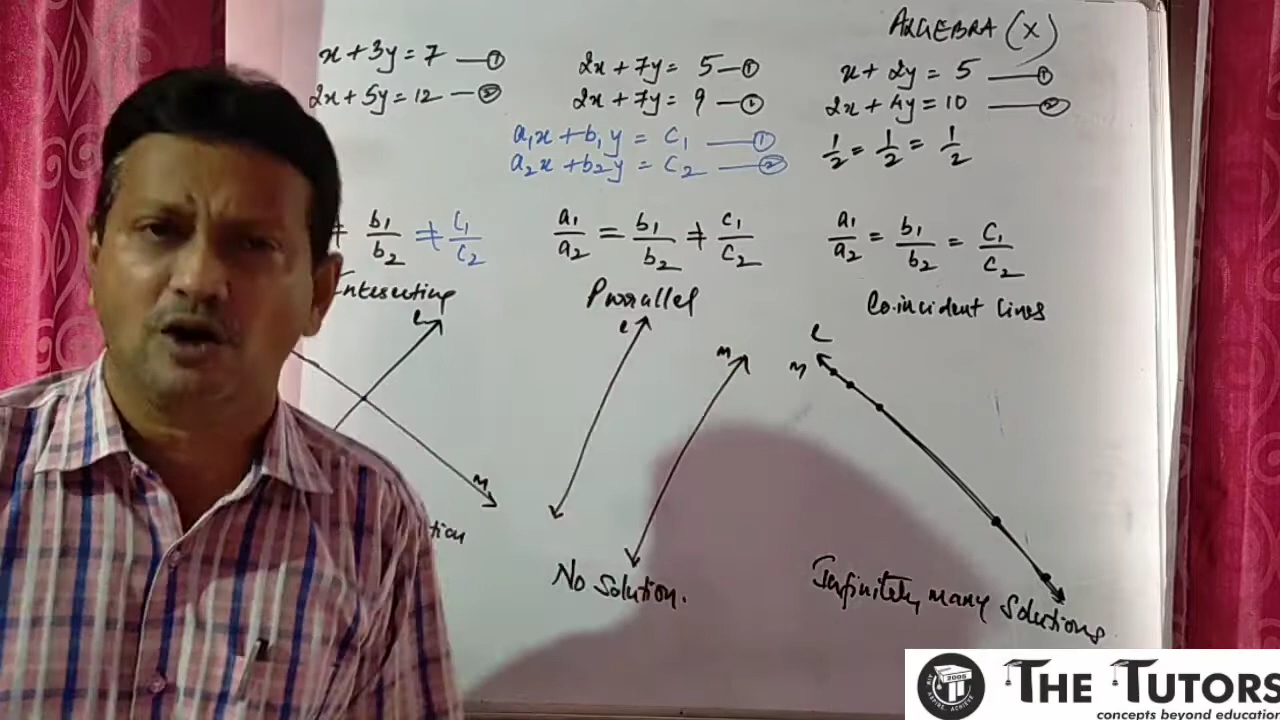 ALGEBRA (X)
x + 3y = 7 — ①
2x + 5y = 12 — ②
2x + 7y = 5 — ①
2x + 7y = 9 — ②
x + 2y = 5 — ①
2x + 4y = 10 — ②
a₁x + b₁y = c₁ — ①
a₂x + b₂y = c₂ — ②
1/2 = 1/2 = 1/2
≠ b₁/b₂ ≠ c₁/c₂
a₁/a₂ = b₁/b₂ ≠ c₁/c₂
a₁/a₂ = b₁/b₂ = c₁/c₂
Intersecting
Parallel
Co.incident Lines
l
M
l
M
l
M
tion
No Solution.
Infinitely many Solutions
2005
THE TUTORS
concepts beyond education